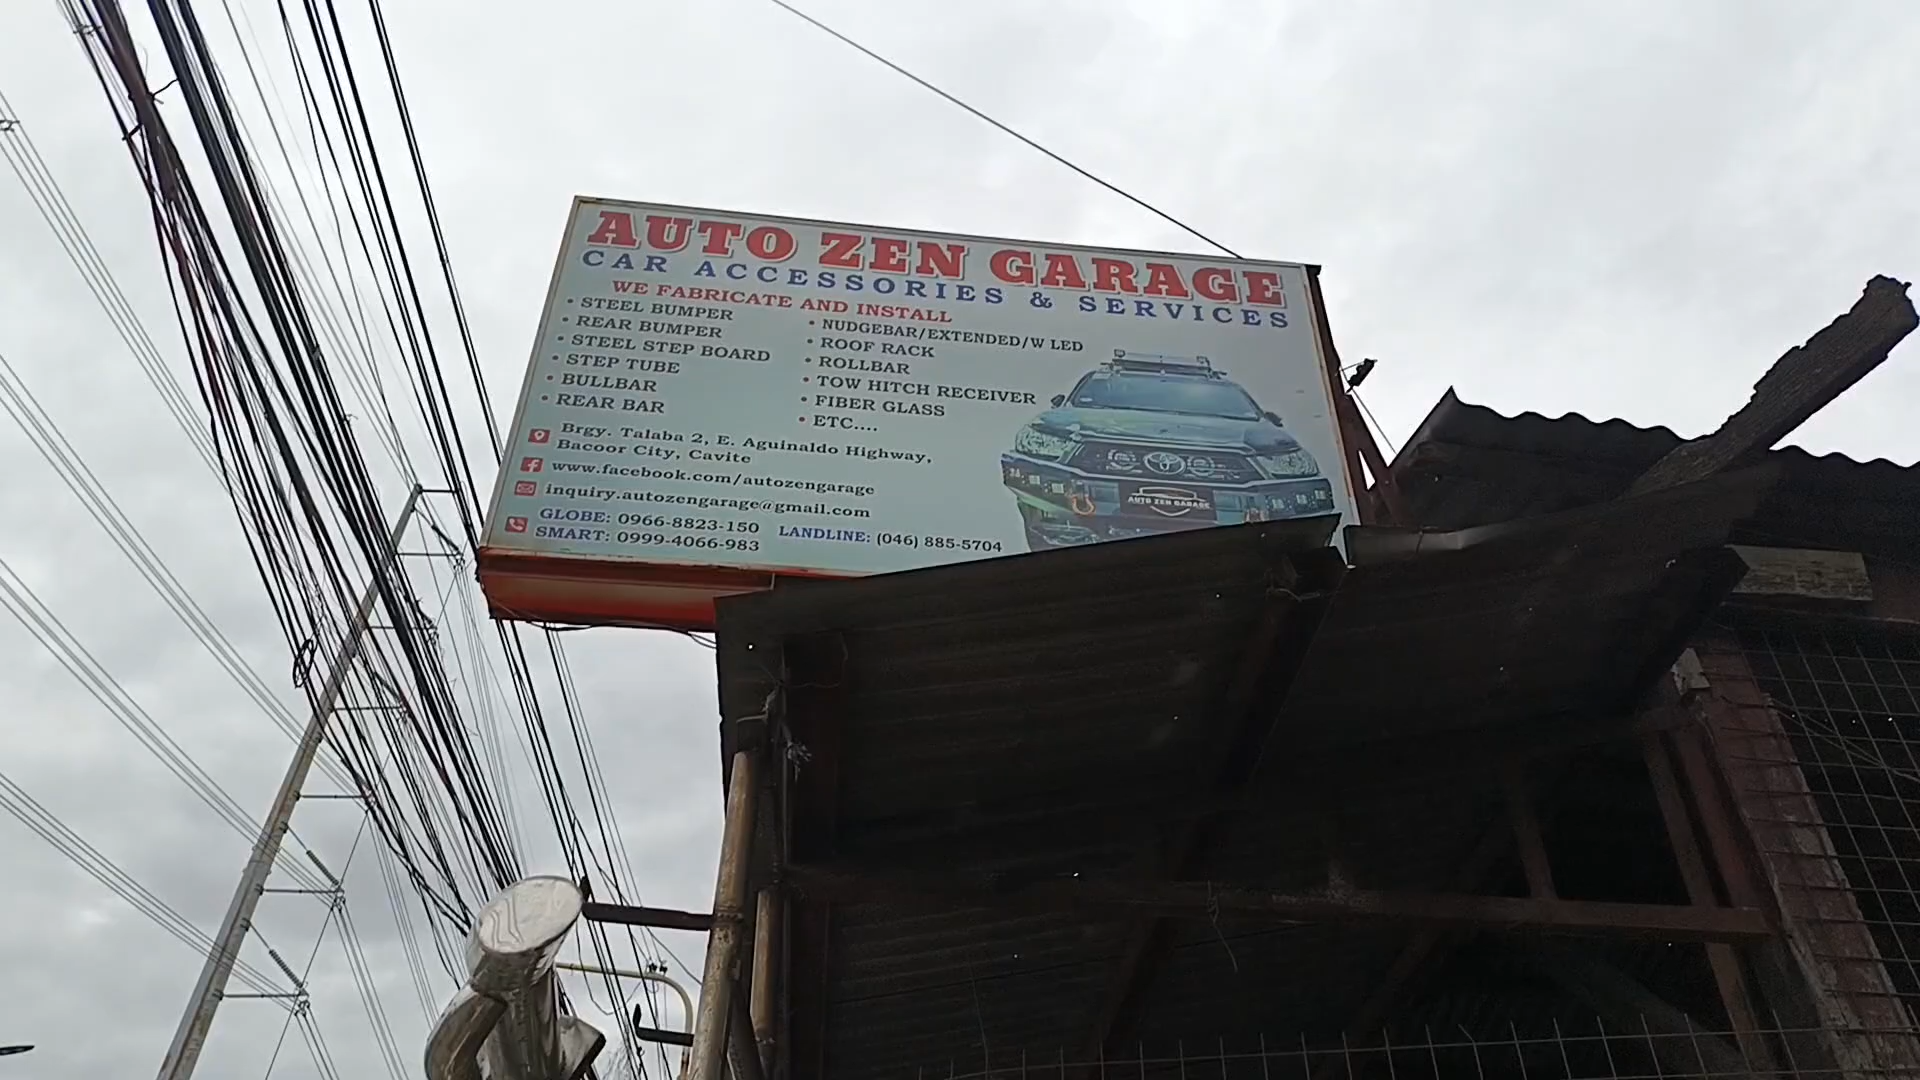 AUTO ZEN GARAGE
CAR ACCESSORIES & SERVICES
WE FABRICATE AND INSTALL
• STEEL BUMPER
• REAR BUMPER
• STEEL STEP BOARD
• STEP TUBE
• BULLBAR
• REAR BAR
• NUDGEBAR/EXTENDED/W LED
• ROOF RACK
• ROLLBAR
• TOW HITCH RECEIVER
• FIBER GLASS
• ETC....
Brgy. Talaba 2, E. Aguinaldo Highway,
Bacoor City, Cavite
www.facebook.com/autozengarage
inquiry.autozengarage@gmail.com
GLOBE: 0966-8823-150
SMART: 0999-4066-983
LANDLINE: (046) 885-5704
AUTO ZEN GARAGE